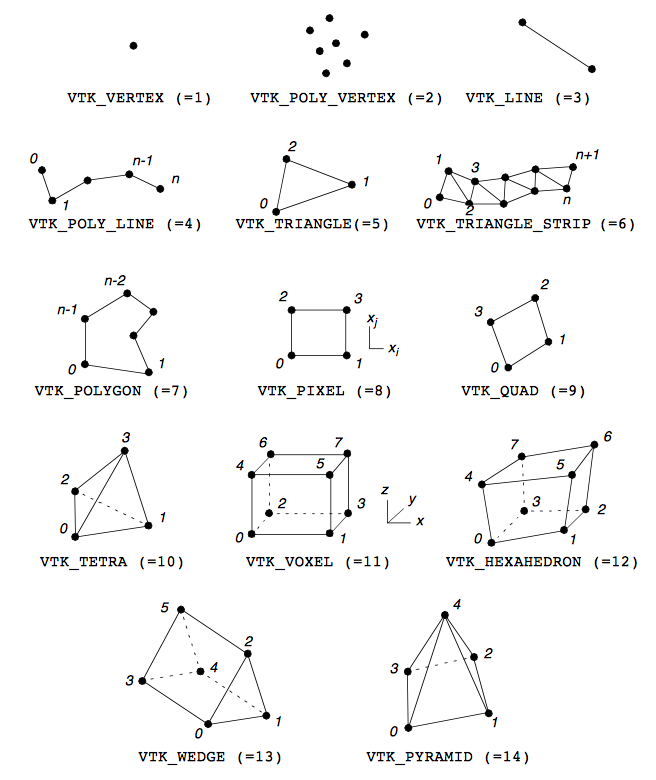 VTK_VERTEX (=1)
VTK_POLY_VERTEX (=2)
VTK_LINE (=3)
0
1
n-1
n
VTK_POLY_LINE (=4)
0
1
2
VTK_TRIANGLE(=5)
0
1
2
3
n
n+1
VTK_TRIANGLE_STRIP (=6)
n-2
n-1
0
1
VTK_POLYGON (=7)
2
3
0
1
xj
xi
VTK_PIXEL (=8)
2
3
1
0
VTK_QUAD (=9)
3
2
1
0
VTK_TETRA (=10)
6
7
4
5
2
3
0
1
z
y
x
VTK_VOXEL (=11)
6
7
5
4
3
2
0
1
VTK_HEXAHEDRON (=12)
5
2
4
3
1
0
VTK_WEDGE (=13)
4
2
3
1
0
VTK_PYRAMID (=14)